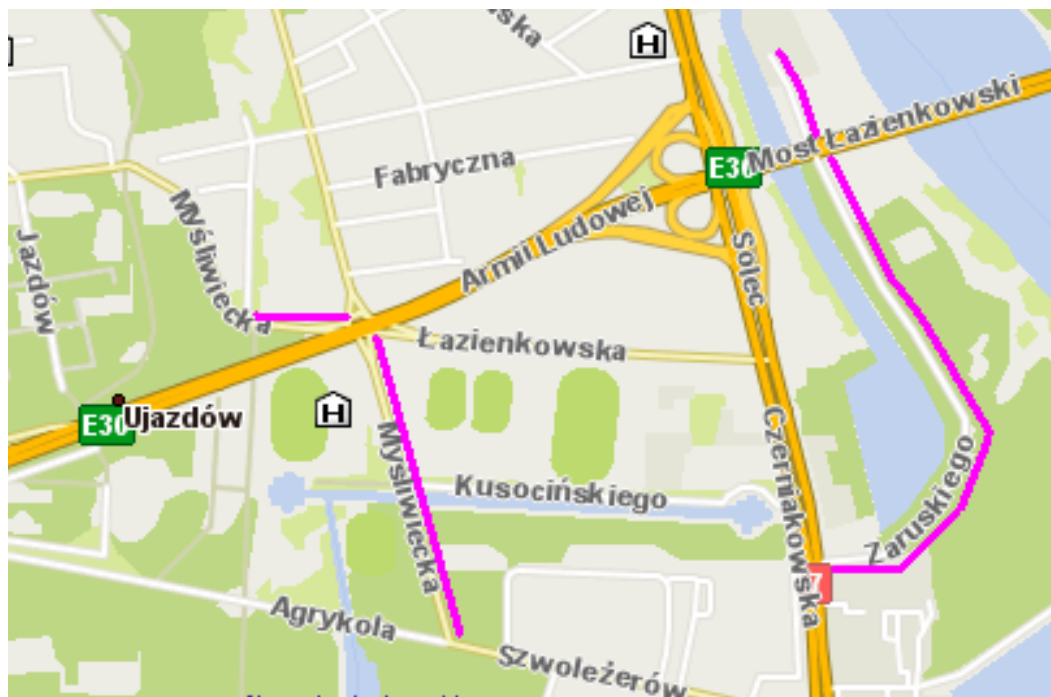 ska
H
Most Łazienkowski
E30
Fabryczna
Myśliwiecka
Armii Ludowej
Jazdów
Solec
Łazienkowska
E30
Ujazdów
H
Czerniakowska
Myśliwiecka
Kusocińskiego
Zaruskiego
7
Agrykola
Szwoleżerów